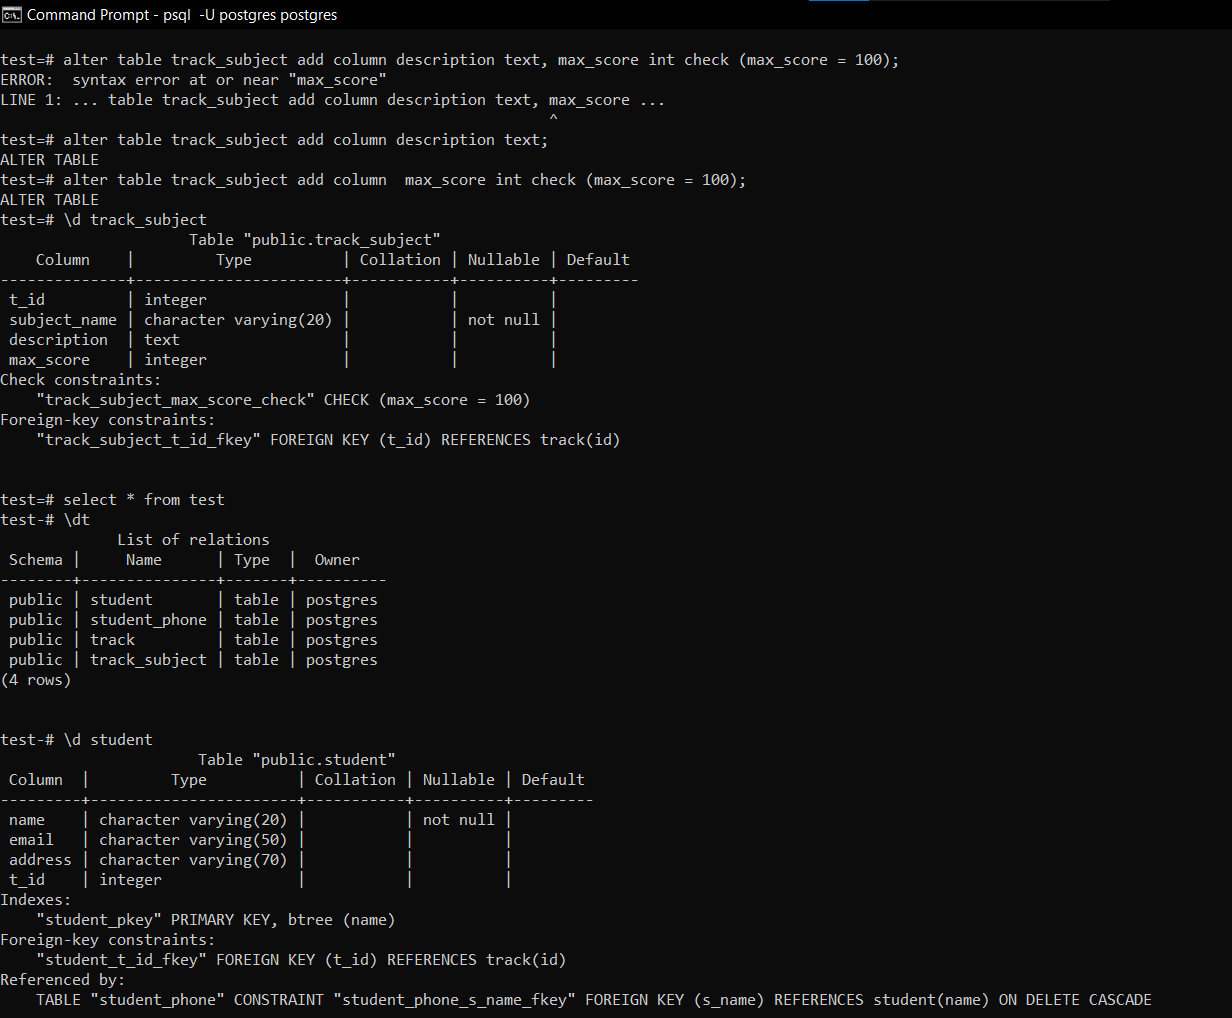 Command Prompt - psql  -U postgres postgres
test=# alter table track_subject add column description text, max_score int check (max_score = 100);
ERROR:  syntax error at or near "max_score"
LINE 1: ... table track_subject add column description text, max_score ...
                                                             ^
test=# alter table track_subject add column description text;
ALTER TABLE
test=# alter table track_subject add column  max_score int check (max_score = 100);
ALTER TABLE
test=# \d track_subject
                     Table "public.track_subject"
    Column    |         Type          | Collation | Nullable | Default
--------------+-----------------------+-----------+----------+---------
 t_id         | integer               |           |          |
 subject_name | character varying(20) |           | not null |
 description  | text                  |           |          |
 max_score    | integer               |           |          |
Check constraints:
    "track_subject_max_score_check" CHECK (max_score = 100)
Foreign-key constraints:
    "track_subject_t_id_fkey" FOREIGN KEY (t_id) REFERENCES track(id)
test=# select * from test
test-# \dt
             List of relations
 Schema |     Name      | Type  |  Owner
--------+---------------+-------+----------
 public | student       | table | postgres
 public | student_phone | table | postgres
 public | track         | table | postgres
 public | track_subject | table | postgres
(4 rows)
test-# \d student
                      Table "public.student"
 Column  |         Type          | Collation | Nullable | Default
---------+-----------------------+-----------+----------+---------
 name    | character varying(20) |           | not null |
 email   | character varying(50) |           |          |
 address | character varying(70) |           |          |
 t_id    | integer               |           |          |
Indexes:
    "student_pkey" PRIMARY KEY, btree (name)
Foreign-key constraints:
    "student_t_id_fkey" FOREIGN KEY (t_id) REFERENCES track(id)
Referenced by:
    TABLE "student_phone" CONSTRAINT "student_phone_s_name_fkey" FOREIGN KEY (s_name) REFERENCES student(name) ON DELETE CASCADE